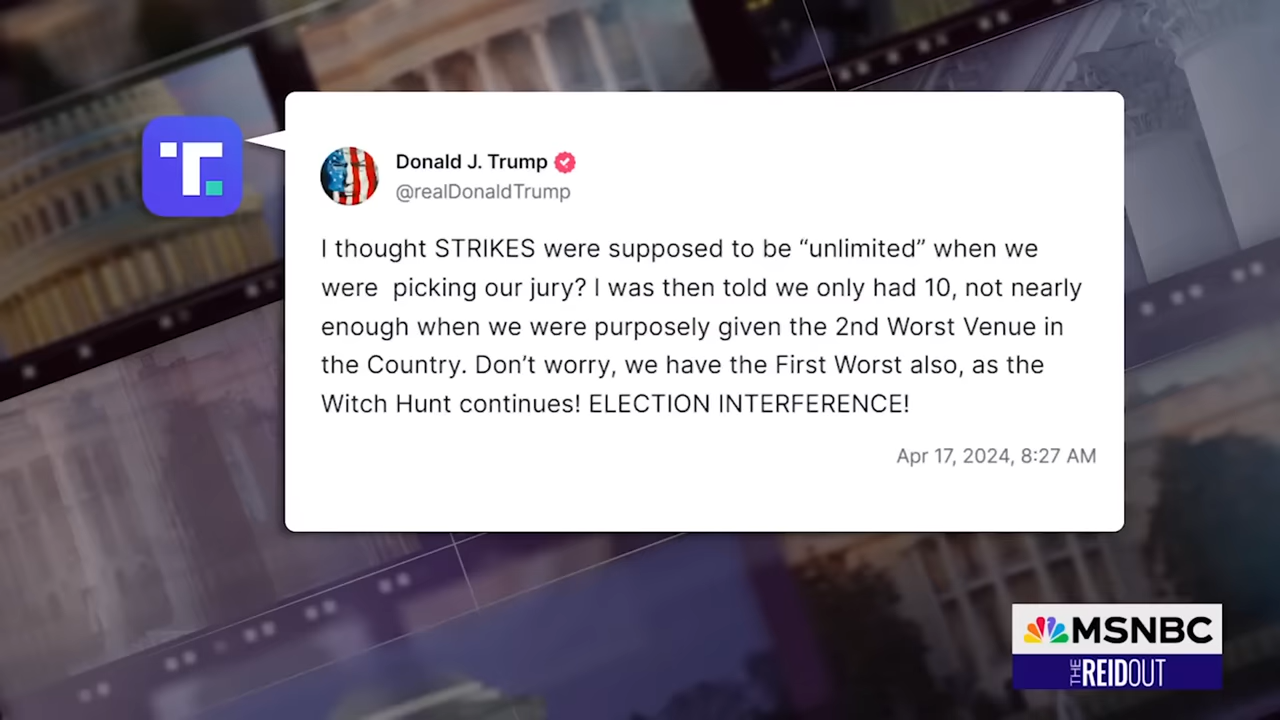 Donald J. Trump
@realDonaldTrump
I thought STRIKES were supposed to be “unlimited” when we
were  picking our jury? I was then told we only had 10, not nearly
enough when we were purposely given the 2nd Worst Venue in
the Country. Don’t worry, we have the First Worst also, as the
Witch Hunt continues! ELECTION INTERFERENCE!
Apr 17, 2024, 8:27 AM
MSNBC
THE REIDOUT